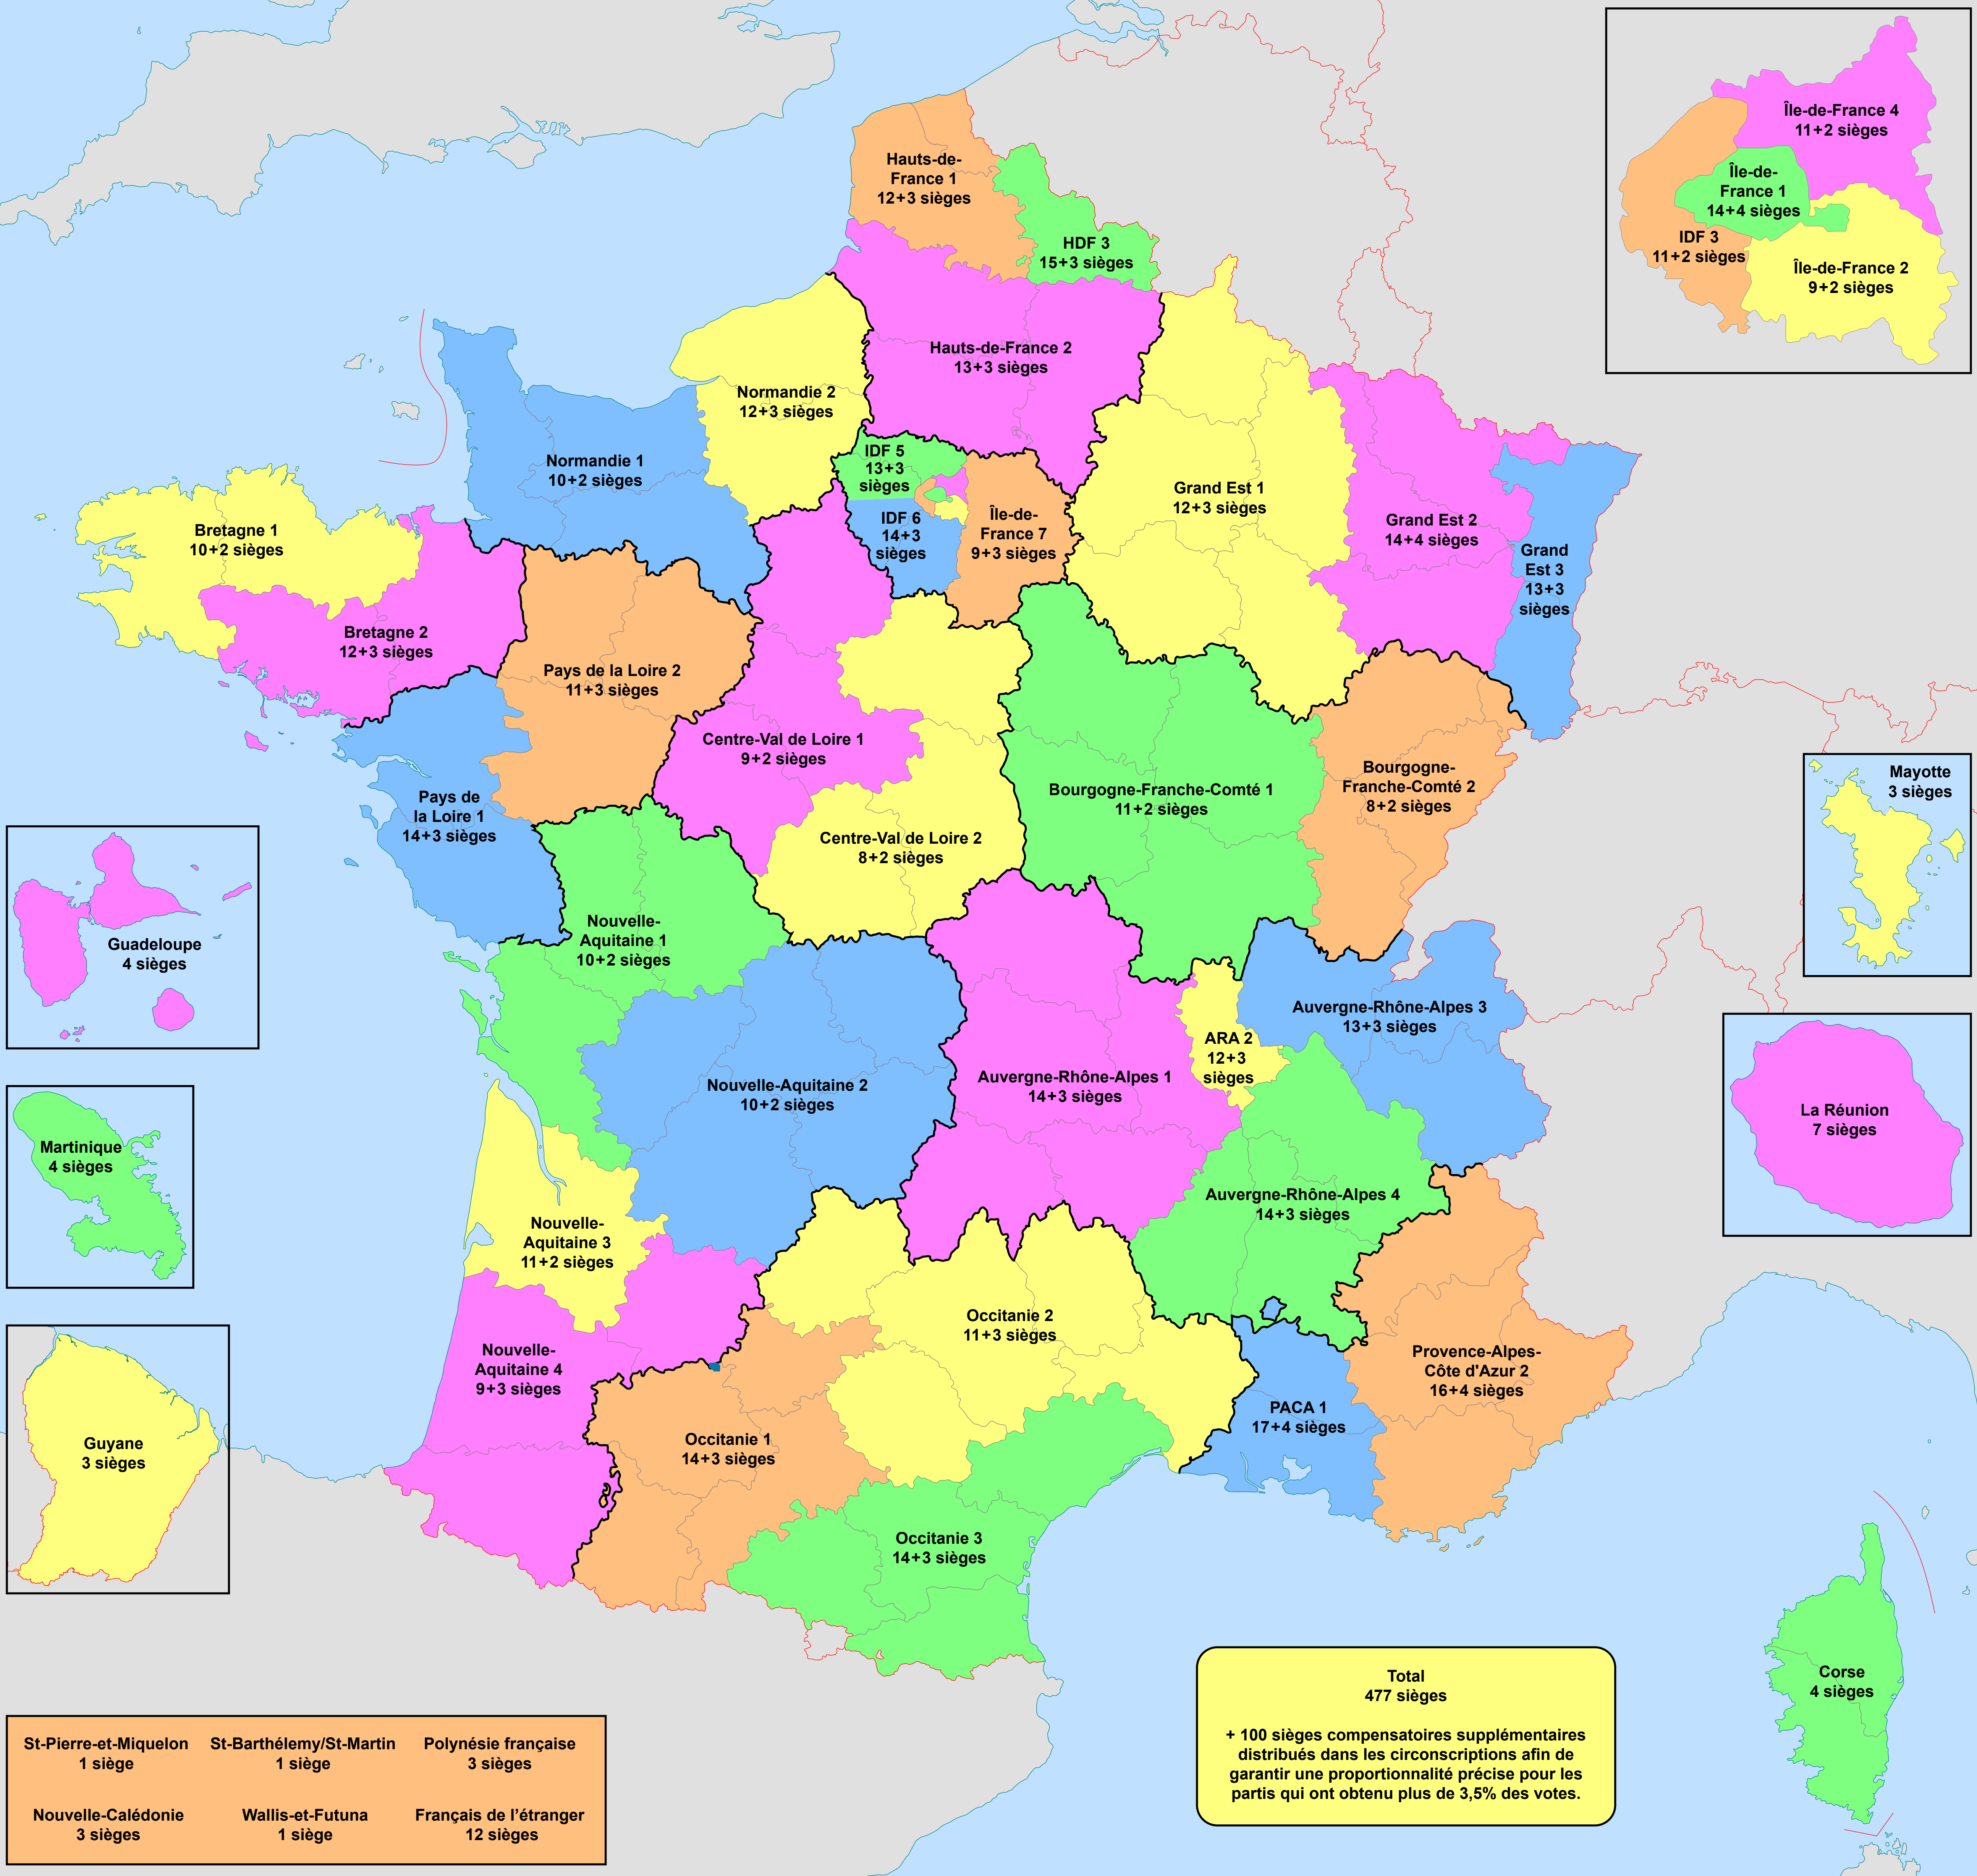 Île-de-France 4
11+2 sièges
Île-de-
France 1
14+4 sièges
IDF 3
11+2 sièges
Île-de-France 2
9+2 sièges
Hauts-de-
France 1
12+3 sièges
HDF 3
15+3 sièges
Hauts-de-France 2
13+3 sièges
Normandie 2
12+3 sièges
Normandie 1
10+2 sièges
IDF 5
13+3
sièges
IDF 6
14+3
sièges
Île-de-
France 7
9+3 sièges
Grand Est 1
12+3 sièges
Grand Est 2
14+4 sièges
Grand
Est 3
13+3
sièges
Bretagne 1
10+2 sièges
Bretagne 2
12+3 sièges
Pays de la Loire 2
11+3 sièges
Pays de
la Loire 1
14+3 sièges
Centre-Val de Loire 1
9+2 sièges
Centre-Val de Loire 2
8+2 sièges
Bourgogne-Franche-Comté 1
11+2 sièges
Bourgogne-
Franche-Comté 2
8+2 sièges
Mayotte
3 sièges
Guadeloupe
4 sièges
Nouvelle-
Aquitaine 1
10+2 sièges
Nouvelle-Aquitaine 2
10+2 sièges
Auvergne-Rhône-Alpes 1
14+3 sièges
ARA 2
12+3
sièges
Auvergne-Rhône-Alpes 3
13+3 sièges
Auvergne-Rhône-Alpes 4
14+3 sièges
La Réunion
7 sièges
Martinique
4 sièges
Nouvelle-
Aquitaine 3
11+2 sièges
Nouvelle-
Aquitaine 4
9+3 sièges
Occitanie 2
11+3 sièges
Occitanie 1
14+3 sièges
Occitanie 3
14+3 sièges
PACA 1
17+4 sièges
Provence-Alpes-
Côte d'Azur 2
16+4 sièges
Guyane
3 sièges
Corse
4 sièges
Total
477 sièges
+ 100 sièges compensatoires supplémentaires
distribués dans les circonscriptions afin de
garantir une proportionnalité précise pour les
partis qui ont obtenu plus de 3,5% des votes.
St-Pierre-et-Miquelon
1 siège
St-Barthélemy/St-Martin
1 siège
Polynésie française
3 sièges
Nouvelle-Calédonie
3 sièges
Wallis-et-Futuna
1 siège
Français de l’étranger
12 sièges